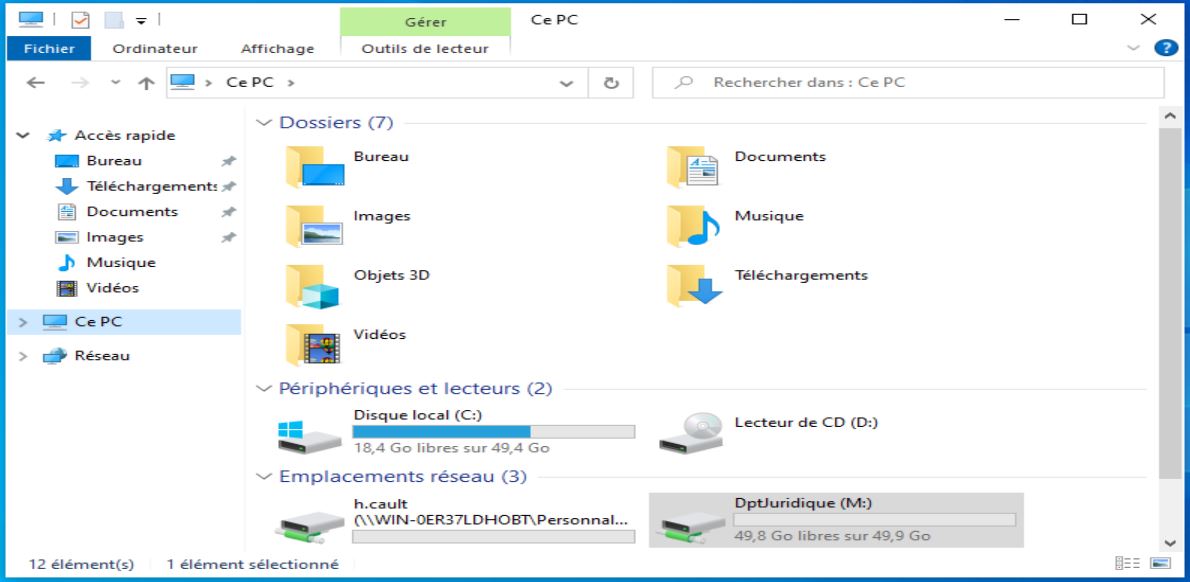 Gérer
Ce PC
Fichier
Ordinateur
Affichage
Outils de lecteur
Ce PC
Rechercher dans : Ce PC
Accès rapide
Bureau
Téléchargements
Documents
Images
Musique
Vidéos
Ce PC
Réseau
Dossiers (7)
Bureau
Documents
Images
Musique
Objets 3D
Téléchargements
Vidéos
Périphériques et lecteurs (2)
Disque local (C:)
18,4 Go libres sur 49,4 Go
Lecteur de CD (D:)
Emplacements réseau (3)
h.cault
(\\WIN-0ER37LDHOBT\Personnal...
DptJuridique (M:)
49,8 Go libres sur 49,9 Go
12 élément(s)
1 élément sélectionné